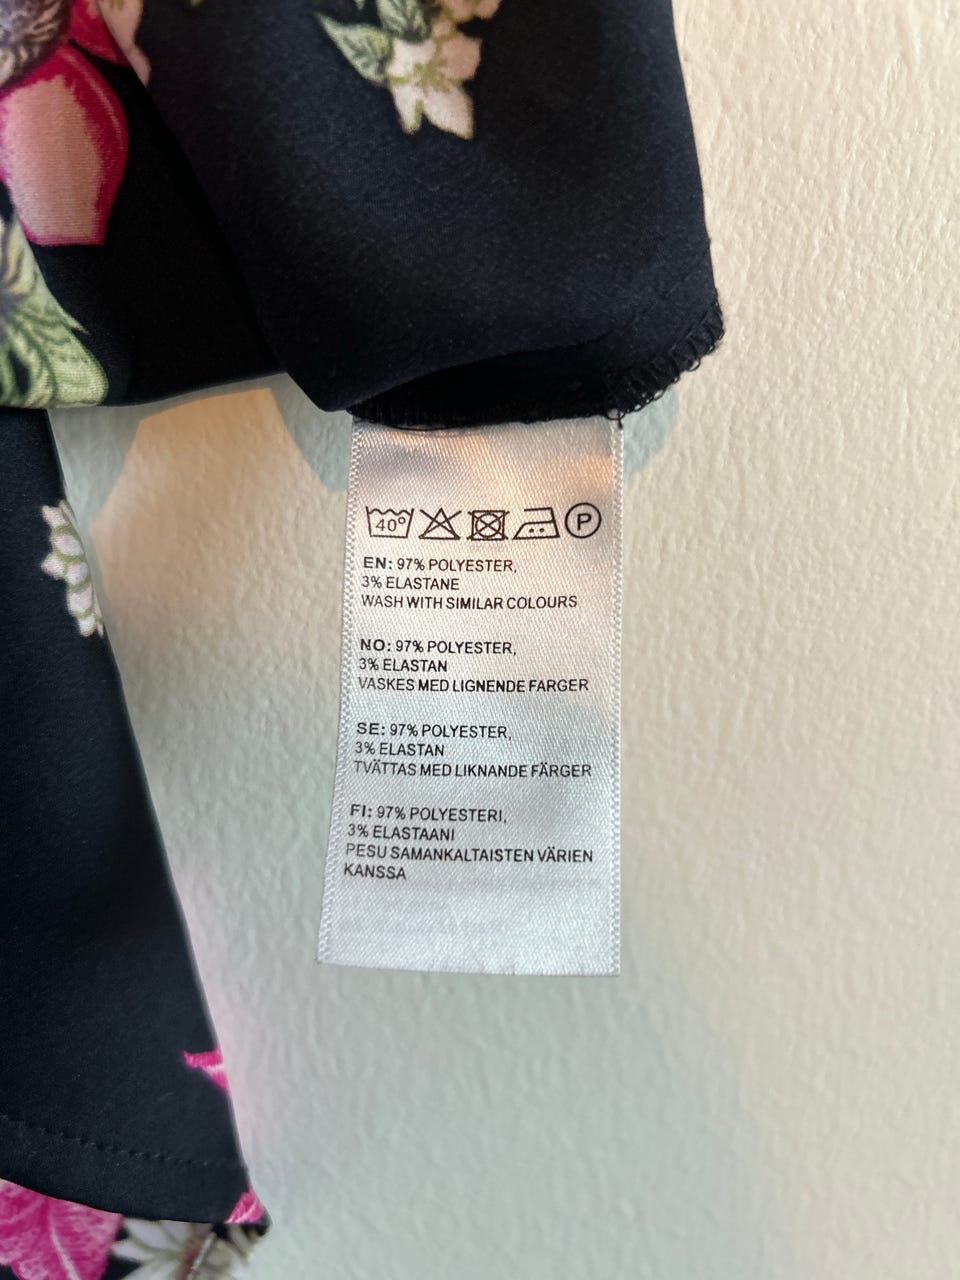 40° P
EN: 97% POLYESTER,
3% ELASTANE
WASH WITH SIMILAR COLOURS
NO: 97% POLYESTER,
3% ELASTAN
VASKES MED LIGNENDE FARGER
SE: 97% POLYESTER,
3% ELASTAN
TVÄTTAS MED LIKNANDE FÄRGER
FI: 97% POLYESTERI,
3% ELASTAANI
PESU SAMANKALTAISTEN VÄRIEN
KANSSA